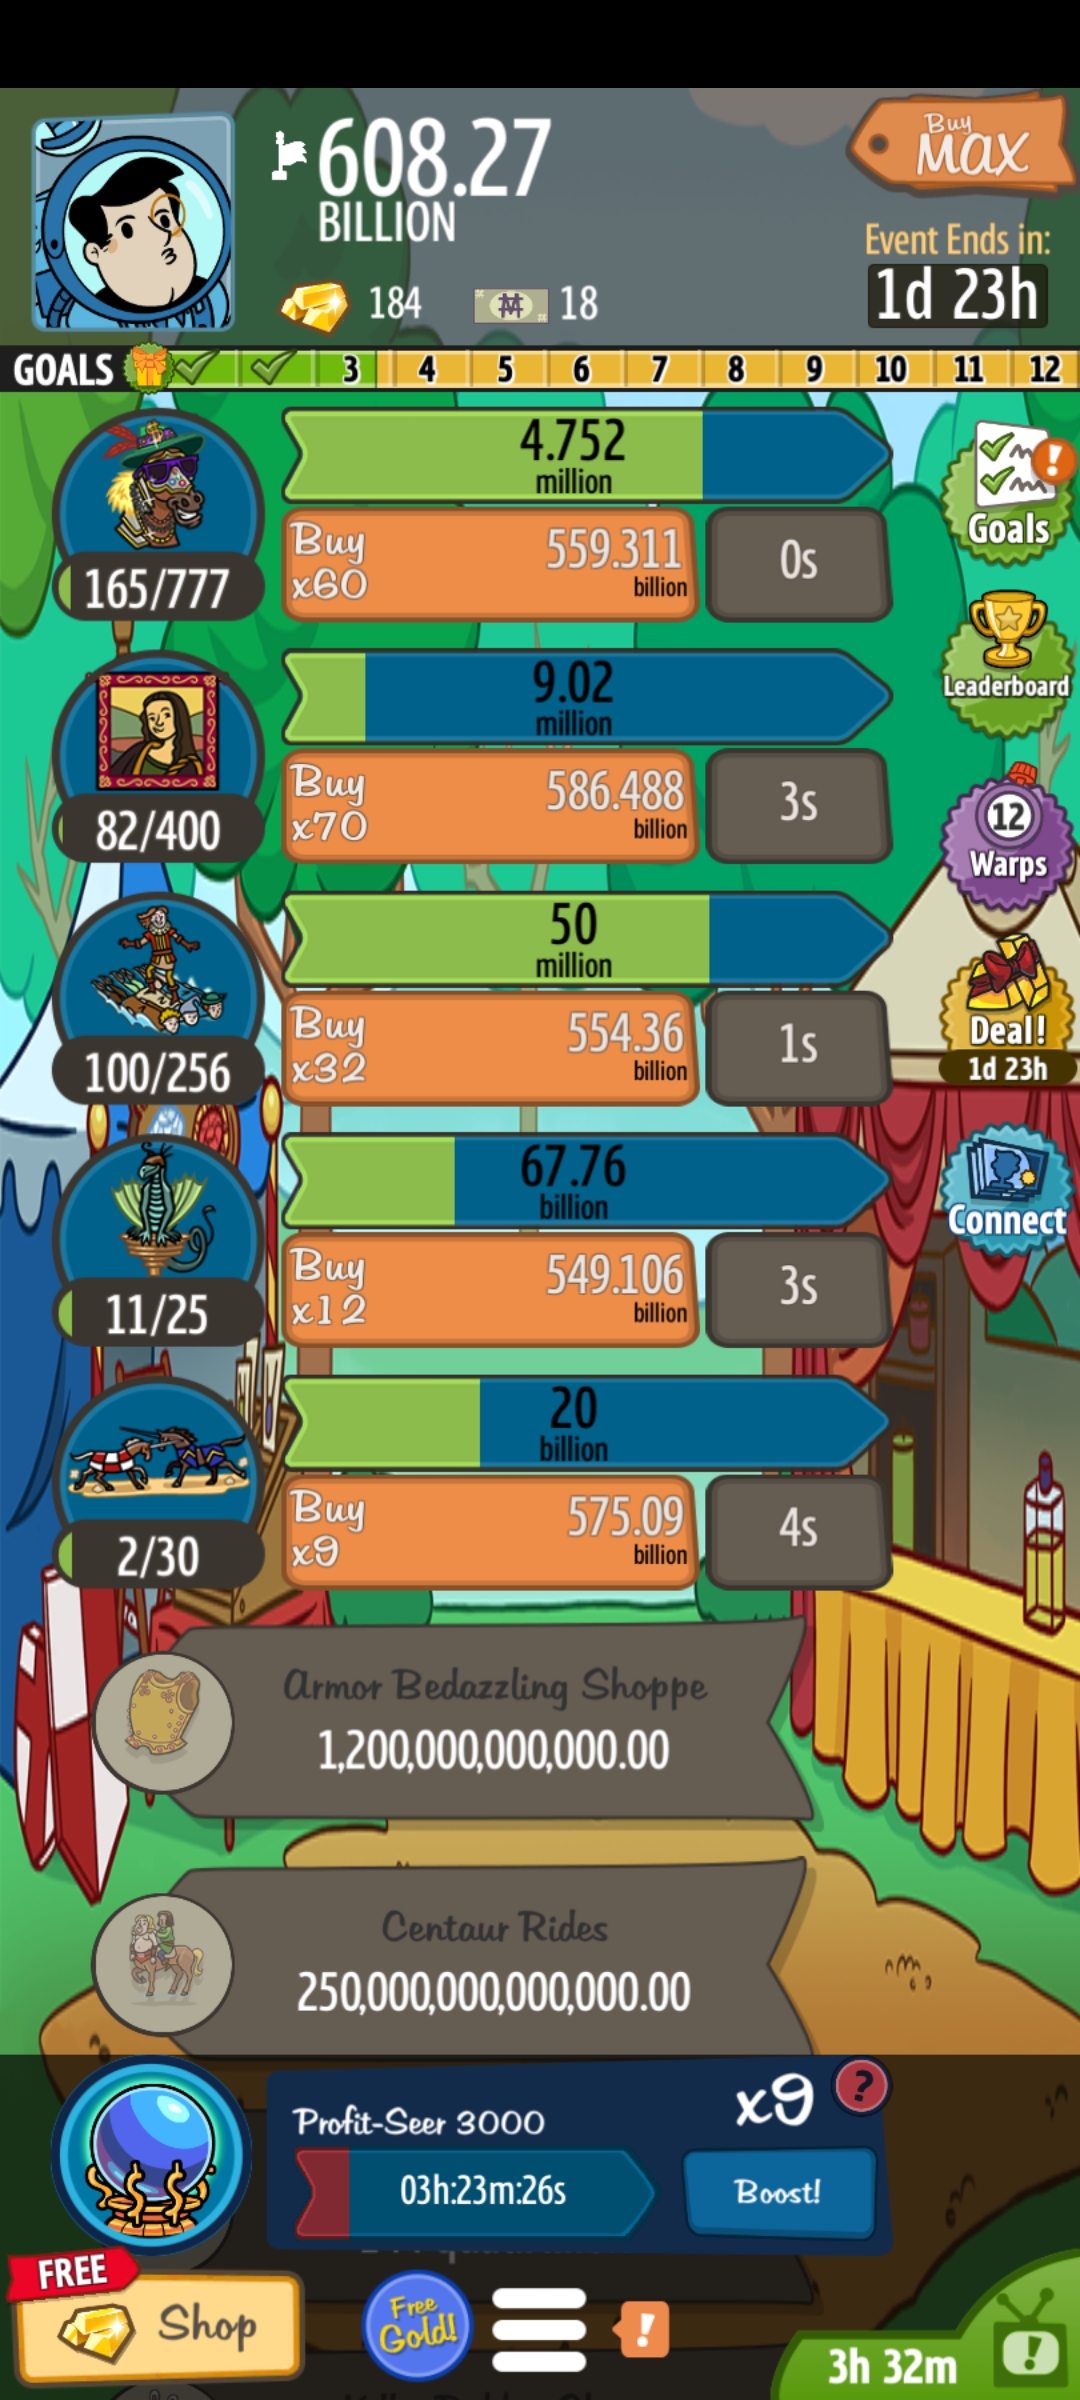 608.27
BILLION
Buy
MAX
Event Ends in:
1d 23h
184
18
GOALS 3 4 5 6 7 8 9 10 11 12
4.752
million
Buy
x60
559.311
billion
0s
165/777
Goals
9.02
million
Leaderboard
Buy
x70
586.488
billion
3s
82/400
12
Warps
50
million
Buy
x32
554.36
billion
1s
100/256
Deal!
1d 23h
67.76
billion
Buy
x12
549.106
billion
3s
11/25
Connect
20
billion
Buy
x9
575.09
billion
4s
2/30
Armor Bedazzling Shoppe
1,200,000,000,000.00
Centaur Rides
250,000,000,000,000.00
Profit-Seer 3000
x9
?
03h:23m:26s
Boost!
FREE
Shop
Free
Gold!
!
3h 32m
!